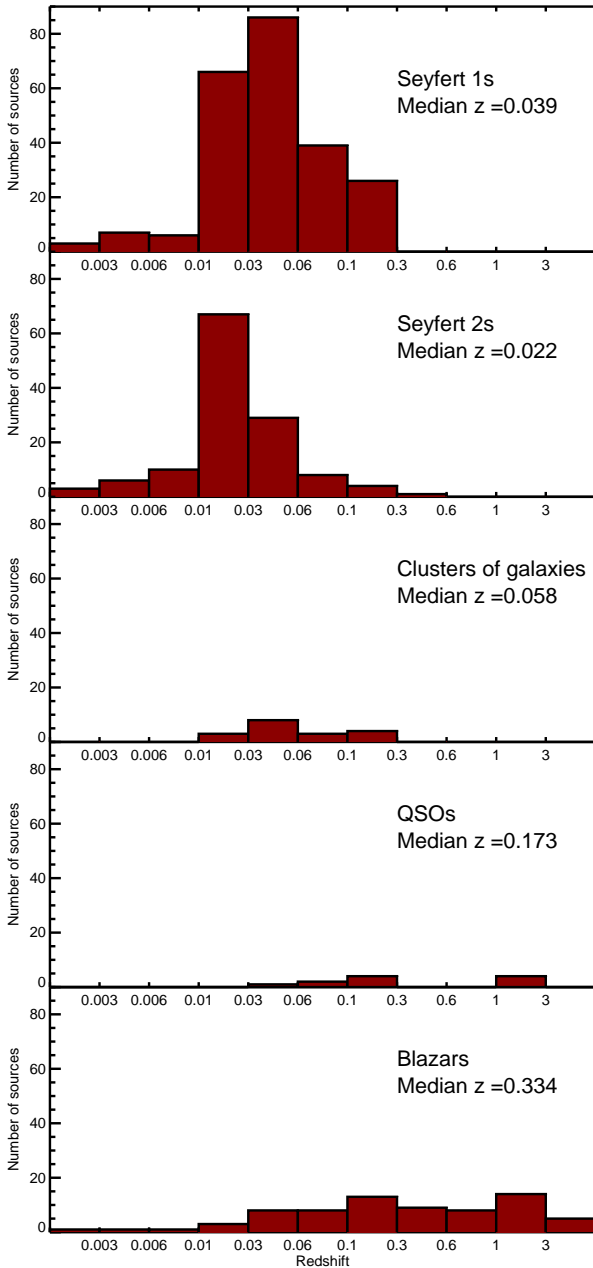 80
60
40
20
0
Number of sources
Seyfert 1s
Median z =0.039
0.003 0.006 0.01 0.03 0.06 0.1 0.3 0.6 1 3
80
60
40
20
0
Number of sources
Seyfert 2s
Median z =0.022
0.003 0.006 0.01 0.03 0.06 0.1 0.3 0.6 1 3
80
60
40
20
0
Number of sources
Clusters of galaxies
Median z =0.058
0.003 0.006 0.01 0.03 0.06 0.1 0.3 0.6 1 3
80
60
40
20
0
Number of sources
QSOs
Median z =0.173
0.003 0.006 0.01 0.03 0.06 0.1 0.3 0.6 1 3
80
60
40
20
0
Number of sources
Blazars
Median z =0.334
0.003 0.006 0.01 0.03 0.06 0.1 0.3 0.6 1 3
Redshift